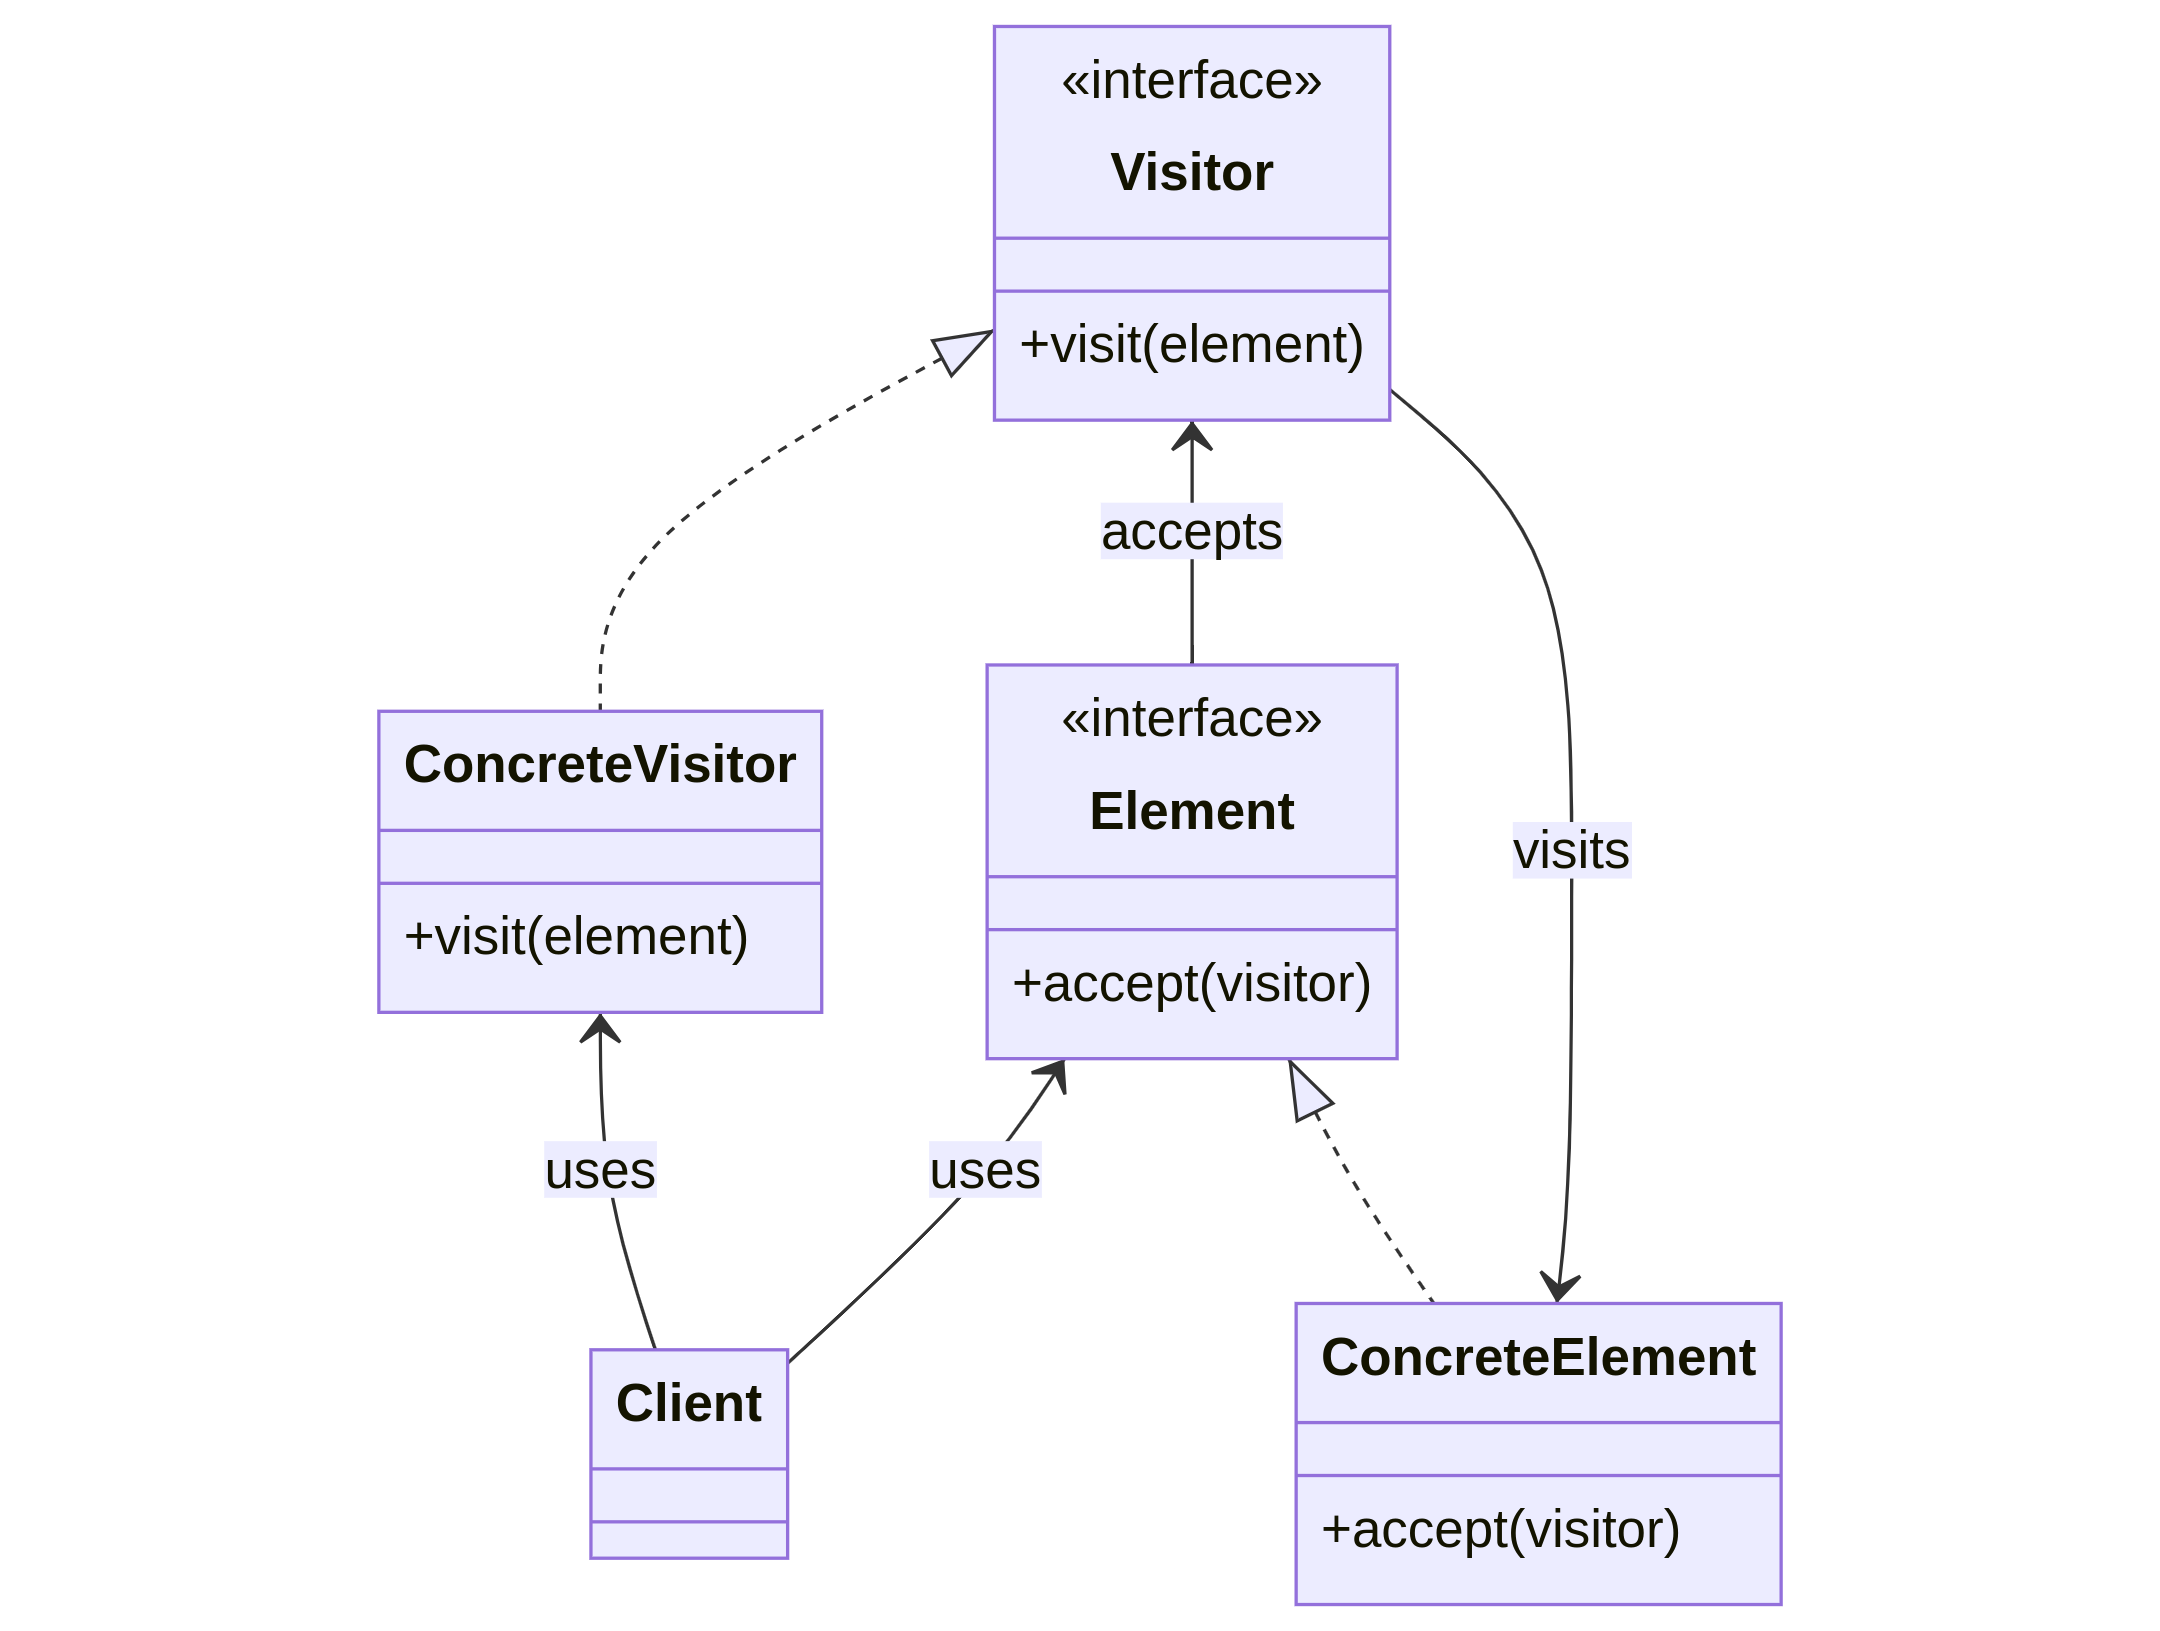 «interface»
Visitor
+visit(element)
accepts
ConcreteVisitor
+visit(element)
«interface»
Element
+accept(visitor)
visits
uses
uses
Client
ConcreteElement
+accept(visitor)